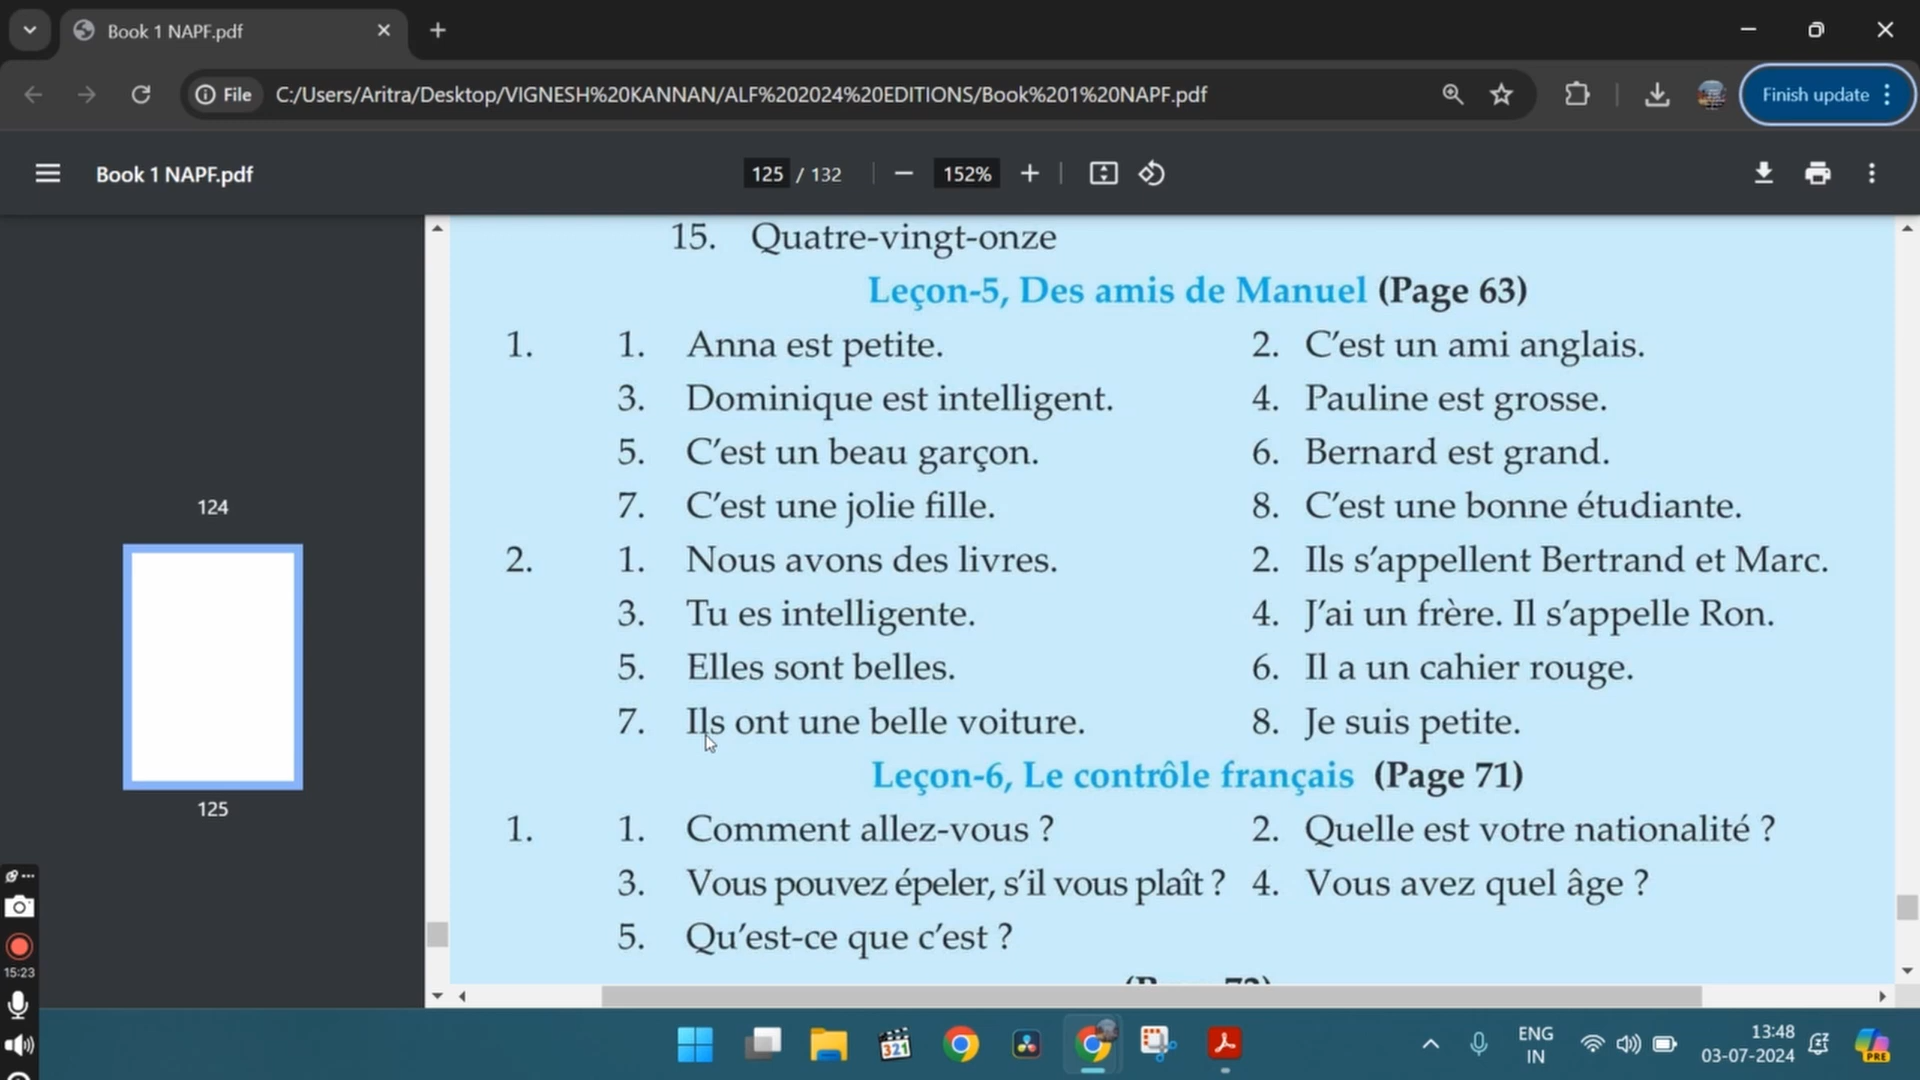 Book 1 NAPF.pdf
File C:/Users/Aritra/Desktop/VIGNESH%20KANNAN/ALF%202024%20EDITIONS/Book%201%20NAPF.pdf Finish update
Book 1 NAPF.pdf 125 / 132 152%
15. Quatre-vingt-onze
Leçon-5, Des amis de Manuel (Page 63)
1. 1. Anna est petite. 2. C'est un ami anglais.
3. Dominique est intelligent. 4. Pauline est grosse.
5. C'est un beau garçon. 6. Bernard est grand.
7. C'est une jolie fille. 8. C'est une bonne étudiante.
2. 1. Nous avons des livres. 2. Ils s'appellent Bertrand et Marc.
3. Tu es intelligente. 4. J'ai un frère. Il s'appelle Ron.
5. Elles sont belles. 6. Il a un cahier rouge.
7. Ils ont une belle voiture. 8. Je suis petite.
Leçon-6, Le contrôle français (Page 71)
1. 1. Comment allez-vous ? 2. Quelle est votre nationalité ?
3. Vous pouvez épeler, s'il vous plaît ? 4. Vous avez quel âge ?
5. Qu'est-ce que c'est ?
124
125
15:23
321
ENG
IN
13:48
03-07-2024
PRE